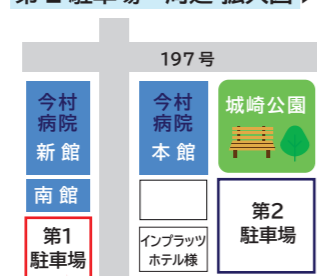 第2駐車場 周辺拡大図
197号
今村
病院
新館
今村
病院
本館
城崎公園
南館
第1
駐車場
インブラッツ
ホテル様
第2
駐車場